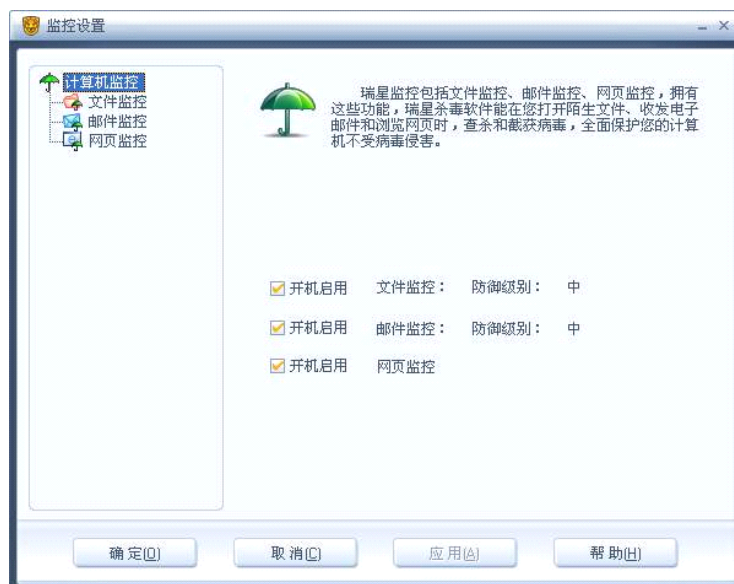 监控设置
计算机监控
文件监控
邮件监控
网页监控
瑞星监控包括文件监控、邮件监控、网页监控，拥有
这些功能，瑞星杀毒软件能在您打开陌生文件、收发电子
邮件和浏览网页时，查杀和截获病毒，全面保护您的计算
机不受病毒侵害。
开机启用 文件监控： 防御级别： 中
开机启用 邮件监控： 防御级别： 中
开机启用 网页监控
确 定(O) 取 消(C) 应 用(A) 帮 助(H)